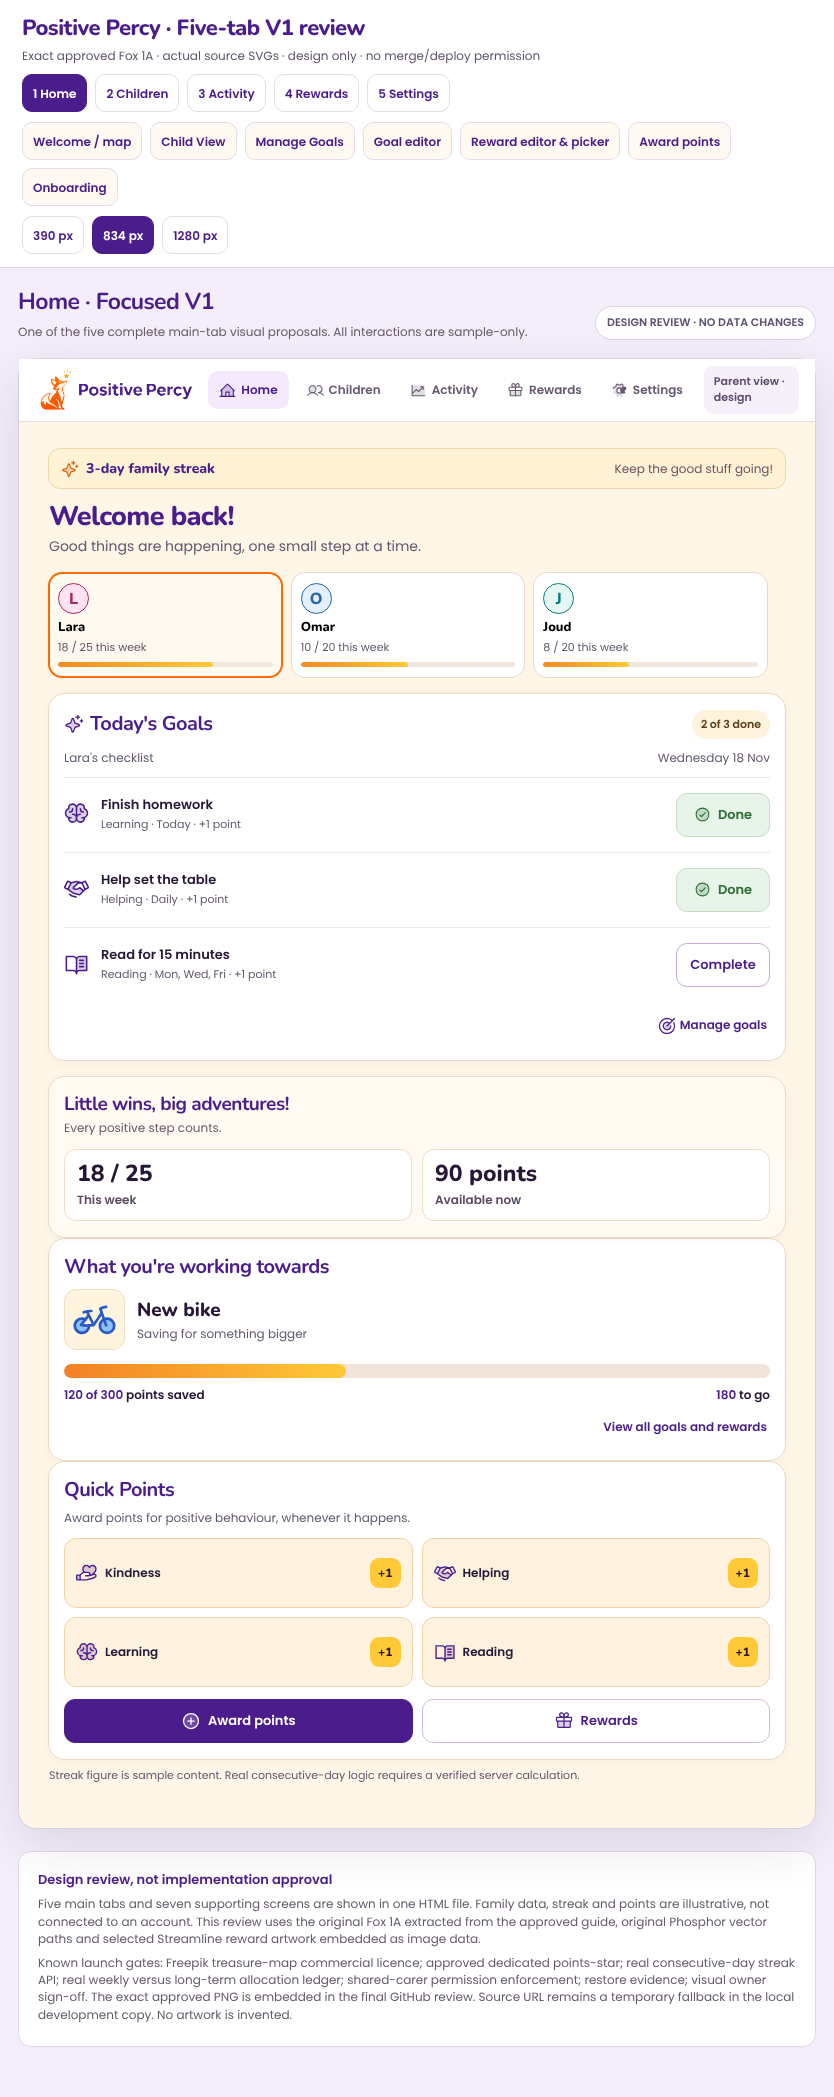 Positive Percy · Five-tab V1 review
Exact approved Fox 1A · actual source SVGs · design only · no merge/deploy permission
1 Home
2 Children
3 Activity
4 Rewards
5 Settings
Welcome / map
Child View
Manage Goals
Goal editor
Reward editor & picker
Award points
Onboarding
390 px
834 px
1280 px
Home · Focused V1
One of the five complete main-tab visual proposals. All interactions are sample-only.
DESIGN REVIEW · NO DATA CHANGES
Positive Percy
Home
Children
Activity
Rewards
Settings
Parent view ·
design
3-day family streak
Keep the good stuff going!
Welcome back!
Good things are happening, one small step at a time.
L
Lara
18 / 25 this week
O
Omar
10 / 20 this week
J
Joud
8 / 20 this week
Today's Goals
2 of 3 done
Lara's checklist
Wednesday 18 Nov
Finish homework
Learning · Today · +1 point
Done
Help set the table
Helping · Daily · +1 point
Done
Read for 15 minutes
Reading · Mon, Wed, Fri · +1 point
Complete
Manage goals
Little wins, big adventures!
Every positive step counts.
18 / 25
This week
90 points
Available now
What you're working towards
New bike
Saving for something bigger
120 of 300 points saved
180 to go
View all goals and rewards
Quick Points
Award points for positive behaviour, whenever it happens.
Kindness
+1
Helping
+1
Learning
+1
Reading
+1
Award points
Rewards
Streak figure is sample content. Real consecutive-day logic requires a verified server calculation.
Design review, not implementation approval
Five main tabs and seven supporting screens are shown in one HTML file. Family data, streak and points are illustrative, not
connected to an account. This review uses the original Fox 1A extracted from the approved guide, original Phosphor vector
paths and selected Streamline reward artwork embedded as image data.
Known launch gates: Freepik treasure-map commercial licence; approved dedicated points-star; real consecutive-day streak
API; real weekly versus long-term allocation ledger; shared-carer permission enforcement; restore evidence; visual owner
sign-off. The exact approved PNG is embedded in the final GitHub review. Source URL remains a temporary fallback in the local
development copy. No artwork is invented.